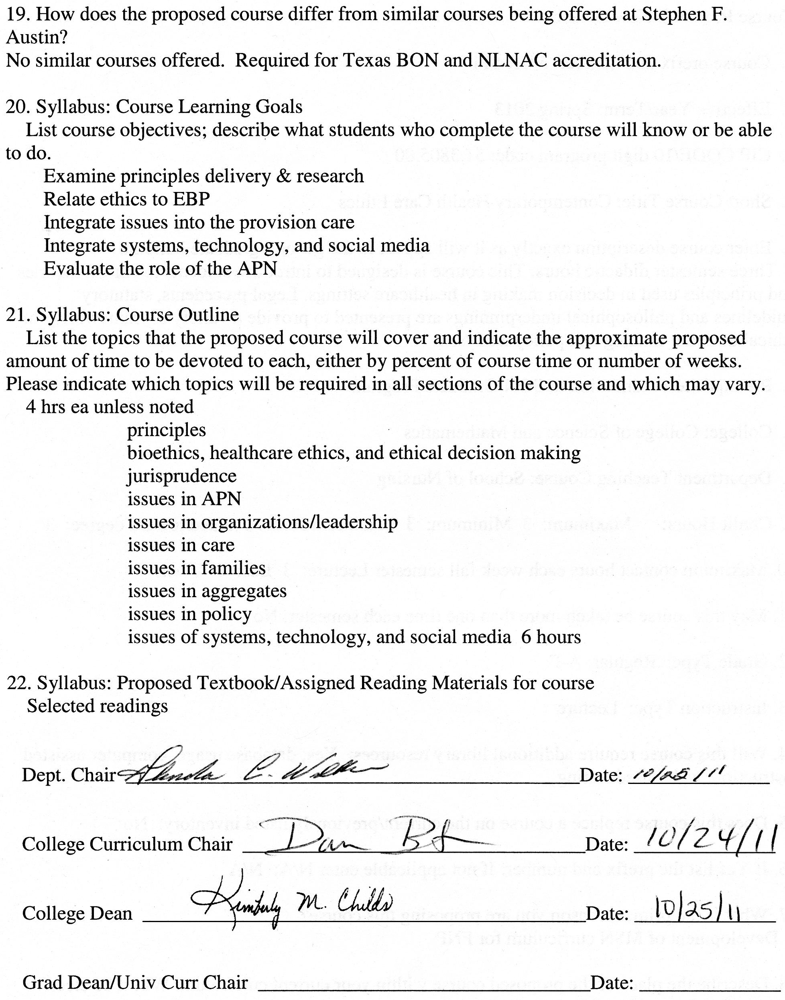 19. How does the proposed course differ from similar courses being offered at Stephen F.
Austin?
No similar courses offered.  Required for Texas BON and NLNAC accreditation.
20. Syllabus: Course Learning Goals
List course objectives; describe what students who complete the course will know or be able
to do.
Examine principles delivery & research
Relate ethics to EBP
Integrate issues into the provision care
Integrate systems, technology, and social media
Evaluate the role of the APN
21. Syllabus: Course Outline
List the topics that the proposed course will cover and indicate the approximate proposed
amount of time to be devoted to each, either by percent of course time or number of weeks.
Please indicate which topics will be required in all sections of the course and which may vary.
4 hrs ea unless noted
principles
bioethics, healthcare ethics, and ethical decision making
jurisprudence
issues in APN
issues in organizations/leadership
issues in care
issues in families
issues in aggregates
issues in policy
issues of systems, technology, and social media  6 hours
22. Syllabus: Proposed Textbook/Assigned Reading Materials for course
Selected readings
Dept. Chair C. Date: 10/25/11
College Curriculum Chair Dan Date: 10/24/11
College Dean Kimberly M. Childs Date: 10/25/11
Grad Dean/Univ Curr Chair Date: